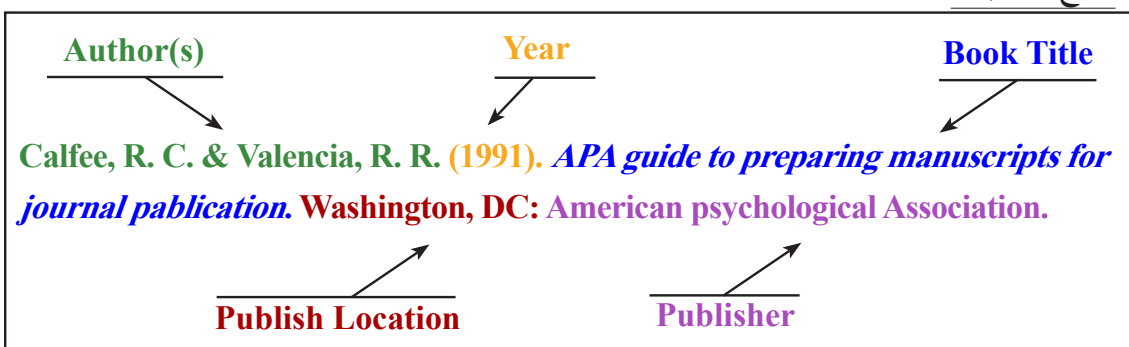 Author(s) Year Book Title
Calfee, R. C. & Valencia, R. R. (1991). APA guide to preparing manuscripts for
journal pablication. Washington, DC: American psychological Association.
Publish Location Publisher